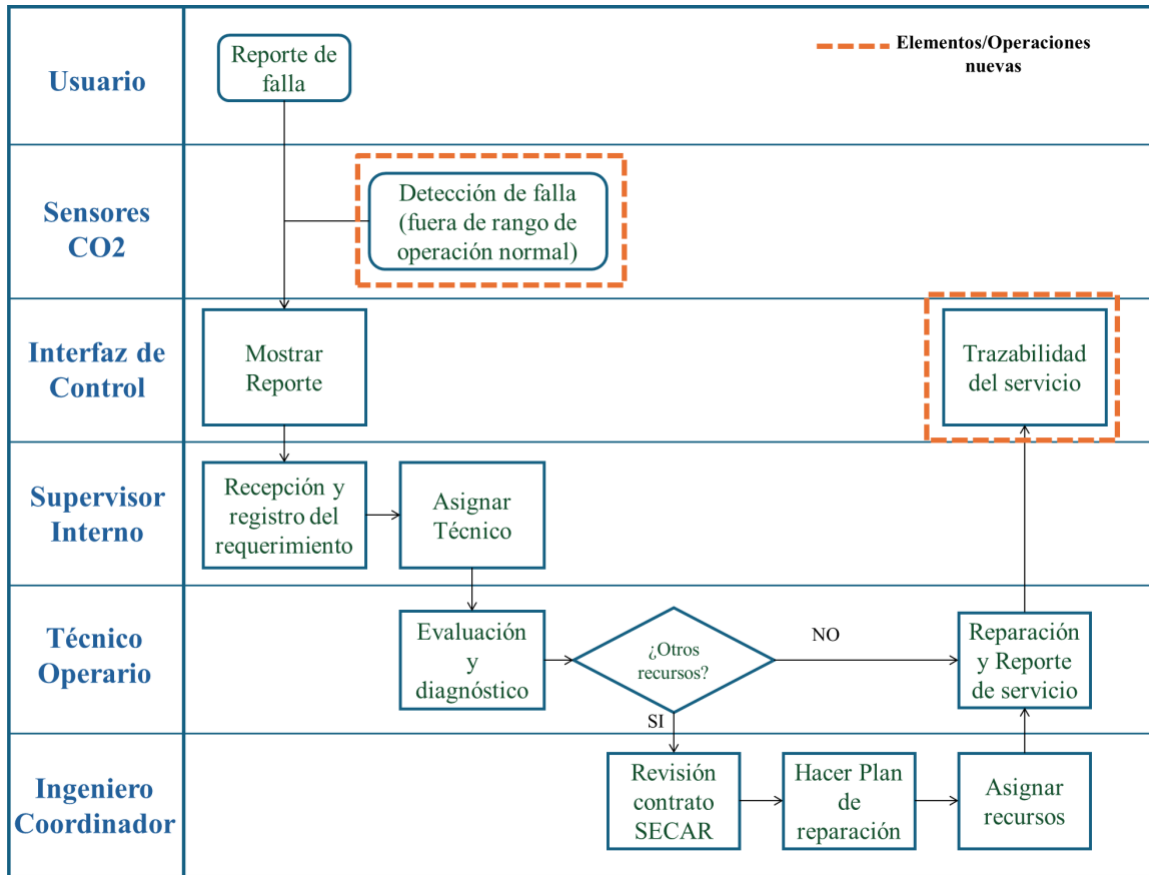 Elementos/Operaciones
nuevas
Usuario
Reporte de
falla
Sensores
CO2
Detección de falla
(fuera de rango de
operación normal)
Interfaz de
Control
Mostrar
Reporte
Trazabilidad
del servicio
Supervisor
Interno
Recepción y
registro del
requerimiento
Asignar
Técnico
Técnico
Operario
Evaluación
y
diagnóstico
¿Otros
recursos?
NO
SI
Reparación
y Reporte
de servicio
Ingeniero
Coordinador
Revisión
contrato
SECAR
Hacer Plan
de
reparación
Asignar
recursos